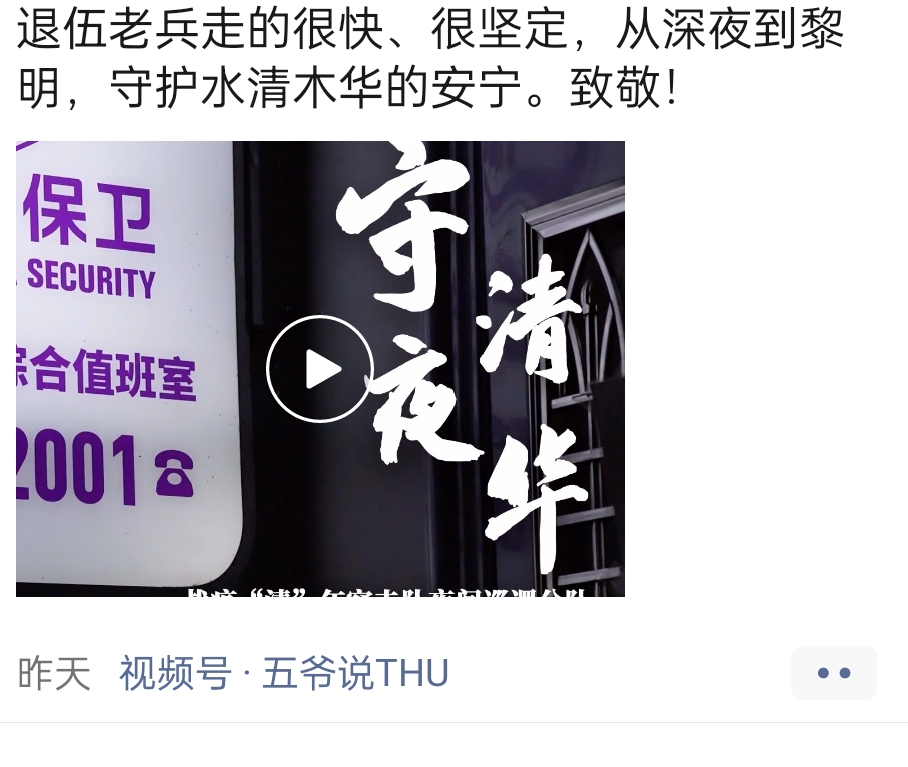 退伍老兵走的很快、很坚定，从深夜到黎
明，守护水清木华的安宁。致敬！
保卫
SECURITY
综合值班室
2001
守夜
清华
昨天 视频号 · 五爷说THU